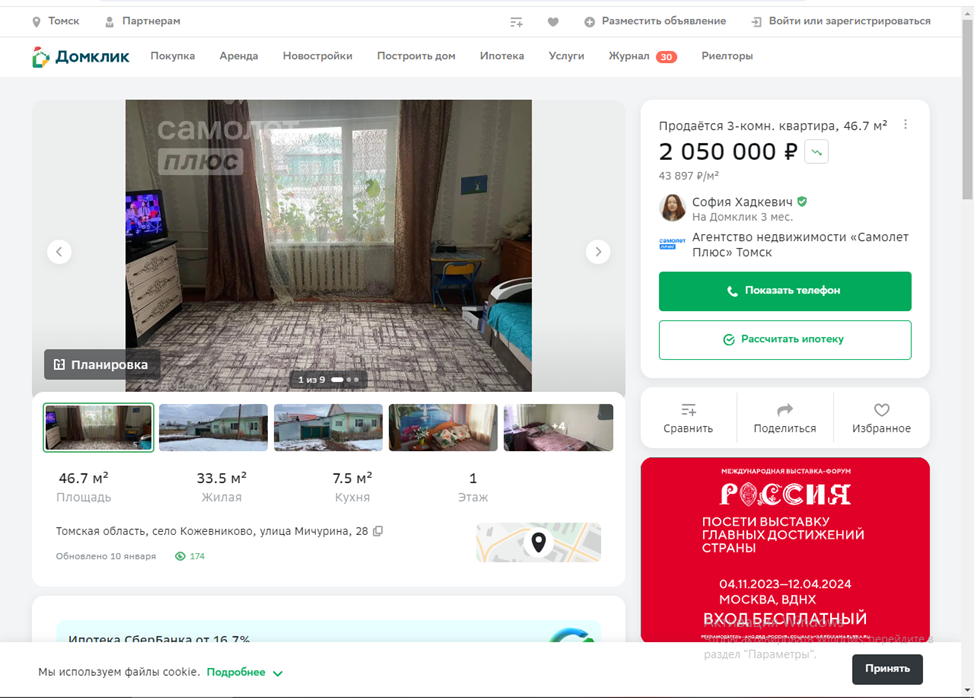 Томск
Партнерам
Разместить объявление
Войти или зарегистрироваться
Домклик
Покупка
Аренда
Новостройки
Построить дом
Ипотека
Услуги
Журнал 30
Риелторы
самолет
плюс
Планировка
1 из 9
+4
46.7 м²
Площадь
33.5 м²
Жилая
7.5 м²
Кухня
1
Этаж
Томская область, село Кожевниково, улица Мичурина, 28
Обновлено 10 января
174
Ипотека СберБанка от 16.7%
Продаётся 3-комн. квартира, 46.7 м²
2 050 000 ₽
43 897 ₽/м²
София Хадкевич
На Домклик 3 мес.
самолет
плюс
Агентство недвижимости «Самолет
Плюс» Томск
Показать телефон
Рассчитать ипотеку
Сравнить
Поделиться
Избранное
МЕЖДУНАРОДНАЯ ВЫСТАВКА-ФОРУМ
РОССИЯ
ПОСЕТИ ВЫСТАВКУ
ГЛАВНЫХ ДОСТИЖЕНИЙ
СТРАНЫ
04.11.2023–12.04.2024
МОСКВА, ВДНХ
ВХОД БЕСПЛАТНЫЙ
Активация Windows
Чтобы активировать Windows, перейдите в
раздел "Параметры".
Мы используем файлы cookie.
Подробнее
Принять